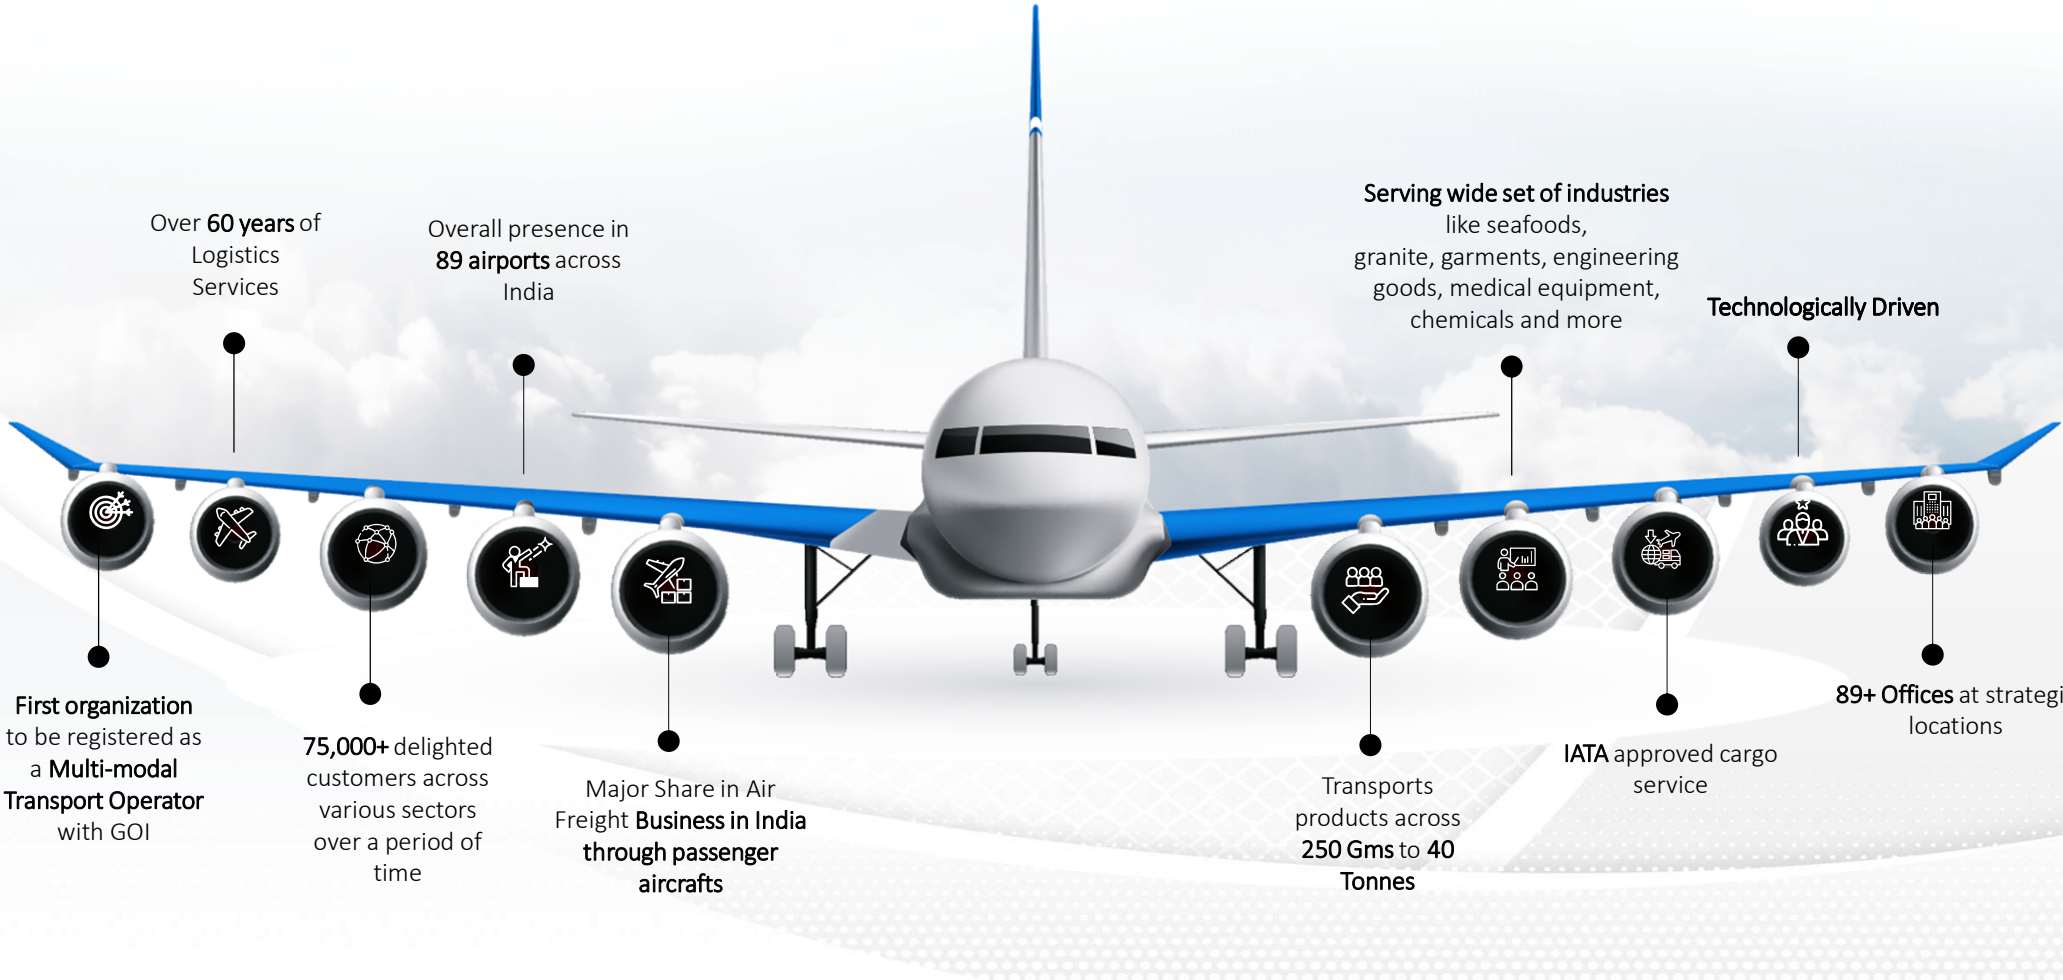 Over 60 years of
Logistics
Services
Overall presence in
89 airports across
India
Serving wide set of industries
like seafoods,
granite, garments, engineering
goods, medical equipment,
chemicals and more
Technologically Driven
First organization
to be registered as
a Multi-modal
Transport Operator
with GOI
75,000+ delighted
customers across
various sectors
over a period of
time
Major Share in Air
Freight Business in India
through passenger
aircrafts
Transports
products across
250 Gms to 40
Tonnes
IATA approved cargo
service
89+ Offices at strategi
locations